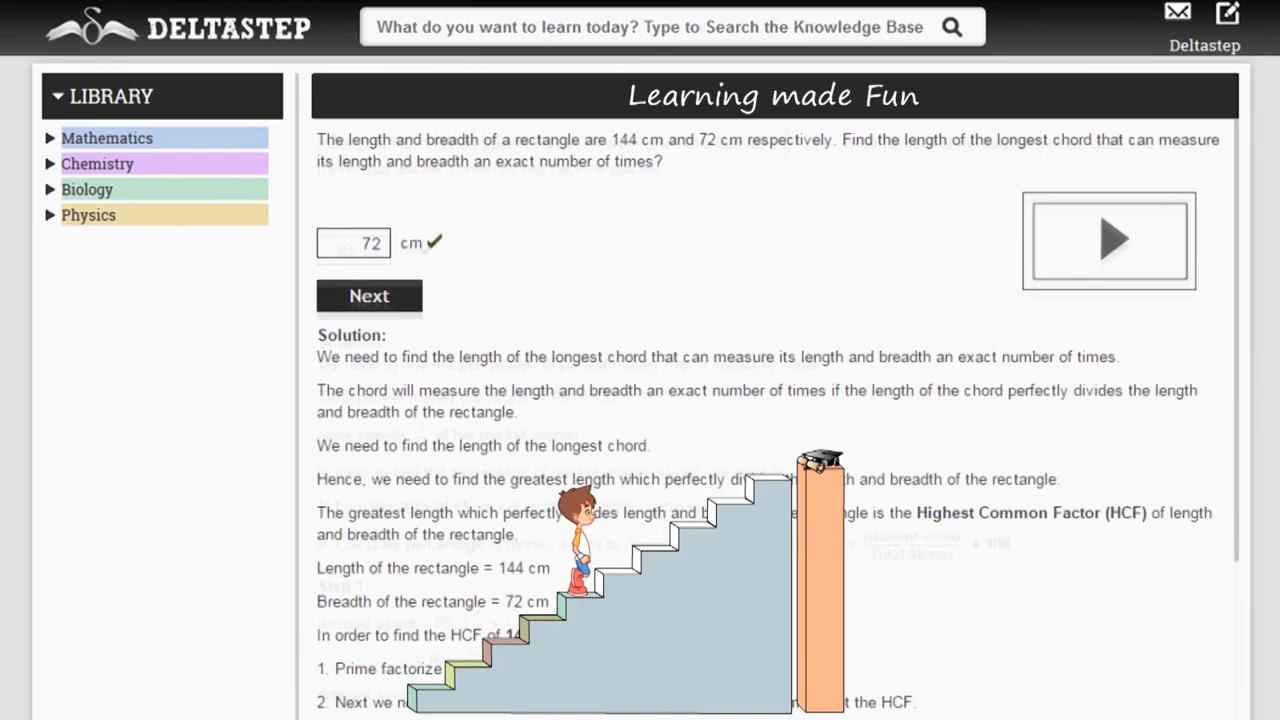 DELTASTEP
What do you want to learn today? Type to Search the Knowledge Base
Deltastep
LIBRARY
Mathematics
Chemistry
Biology
Physics
Learning made Fun
The length and breadth of a rectangle are 144 cm and 72 cm respectively. Find the length of the longest chord that can measure
its length and breadth an exact number of times?
72 cm
Next
Solution:
We need to find the length of the longest chord that can measure its length and breadth an exact number of times.
The chord will measure the length and breadth an exact number of times if the length of the chord perfectly divides the length
and breadth of the rectangle.
We need to find the length of the longest chord.
Hence, we need to find the greatest length which perfectly and breadth of the rectangle.
The greatest length which perfectly length and is the Highest Common Factor (HCF) of length
and breadth of the rectangle.
Length of the rectangle = 144 cm
Breadth of the rectangle = 72 cm
In order to find the HCF of
1. Prime factorize
2. Next we the HCF.